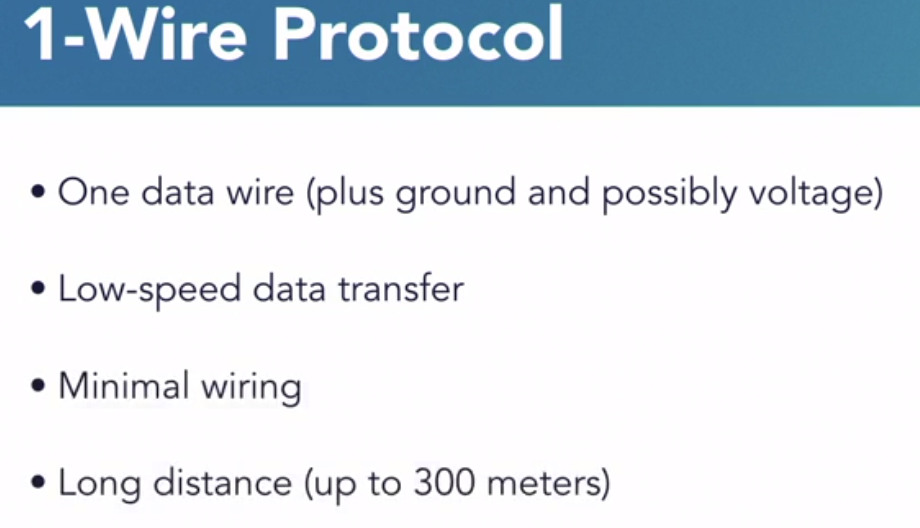 1-Wire Protocol
• One data wire (plus ground and possibly voltage)
• Low-speed data transfer
• Minimal wiring
• Long distance (up to 300 meters)